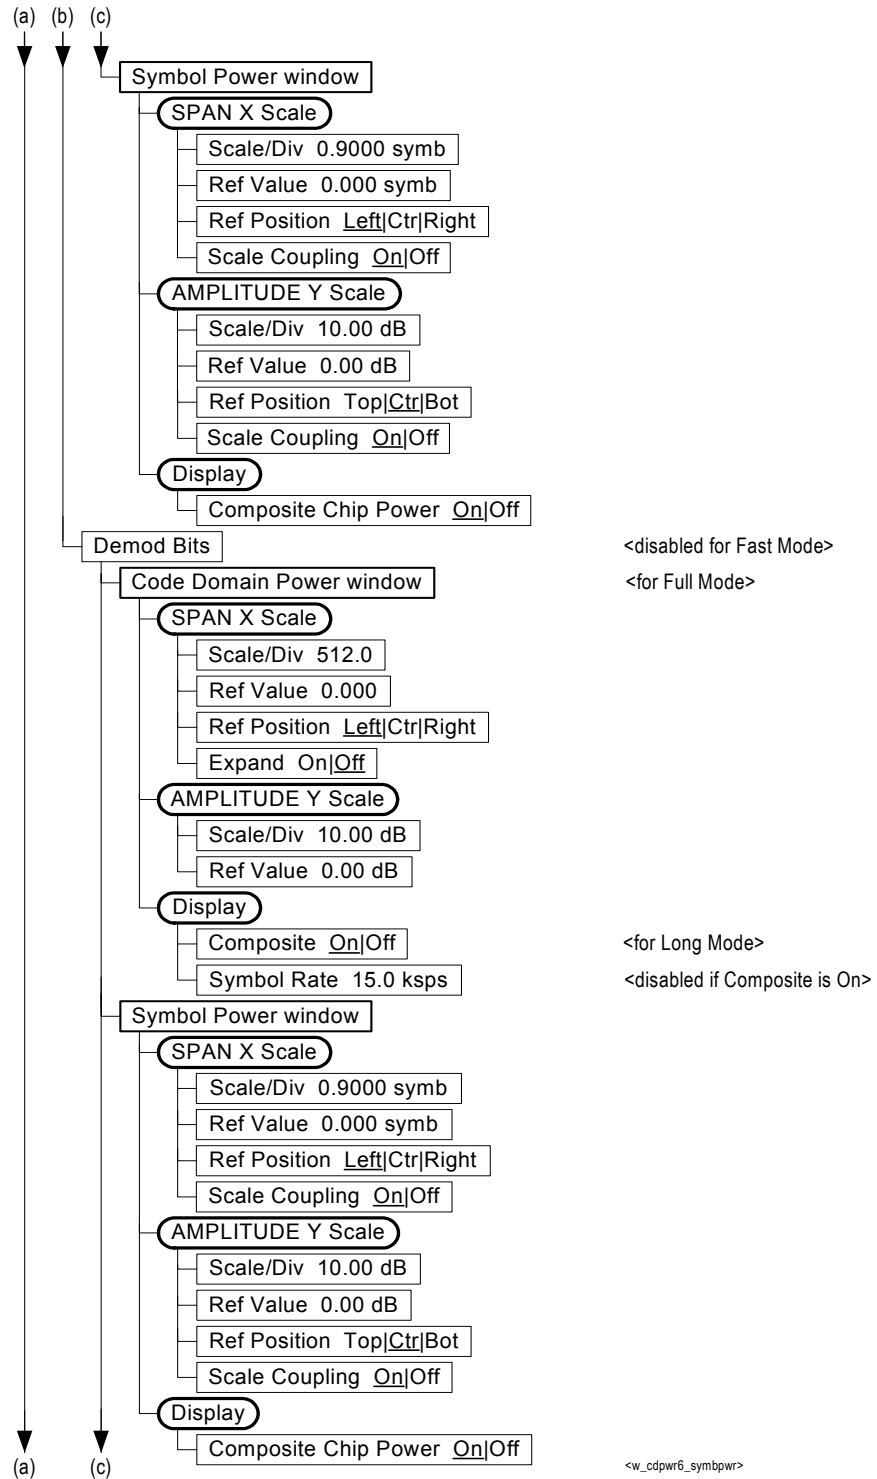 (a) (b) (c)
Symbol Power window
SPAN X Scale
Scale/Div 0.9000 symb
Ref Value 0.000 symb
Ref Position Left|Ctr|Right
Scale Coupling On|Off
AMPLITUDE Y Scale
Scale/Div 10.00 dB
Ref Value 0.00 dB
Ref Position Top|Ctr|Bot
Scale Coupling On|Off
Display
Composite Chip Power On|Off
Demod Bits <disabled for Fast Mode>
Code Domain Power window <for Full Mode>
SPAN X Scale
Scale/Div 512.0
Ref Value 0.000
Ref Position Left|Ctr|Right
Expand On|Off
AMPLITUDE Y Scale
Scale/Div 10.00 dB
Ref Value 0.00 dB
Display
Composite On|Off <for Long Mode>
Symbol Rate 15.0 ksps <disabled if Composite is On>
Symbol Power window
SPAN X Scale
Scale/Div 0.9000 symb
Ref Value 0.000 symb
Ref Position Left|Ctr|Right
Scale Coupling On|Off
AMPLITUDE Y Scale
Scale/Div 10.00 dB
Ref Value 0.00 dB
Ref Position Top|Ctr|Bot
Scale Coupling On|Off
Display
Composite Chip Power On|Off
(a) (c) <w_cdpwr6_symbpwr>